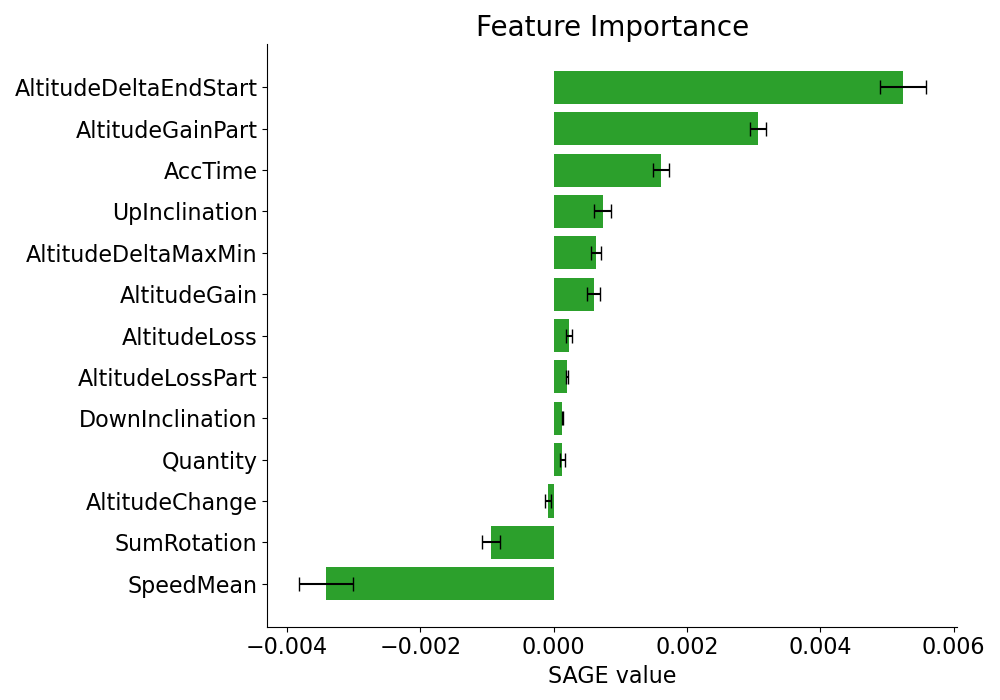 Feature Importance
AltitudeDeltaEndStart
AltitudeGainPart
AccTime
UpInclination
AltitudeDeltaMaxMin
AltitudeGain
AltitudeLoss
AltitudeLossPart
DownInclination
Quantity
AltitudeChange
SumRotation
SpeedMean
−0.004 −0.002 0.000 0.002 0.004 0.006
SAGE value